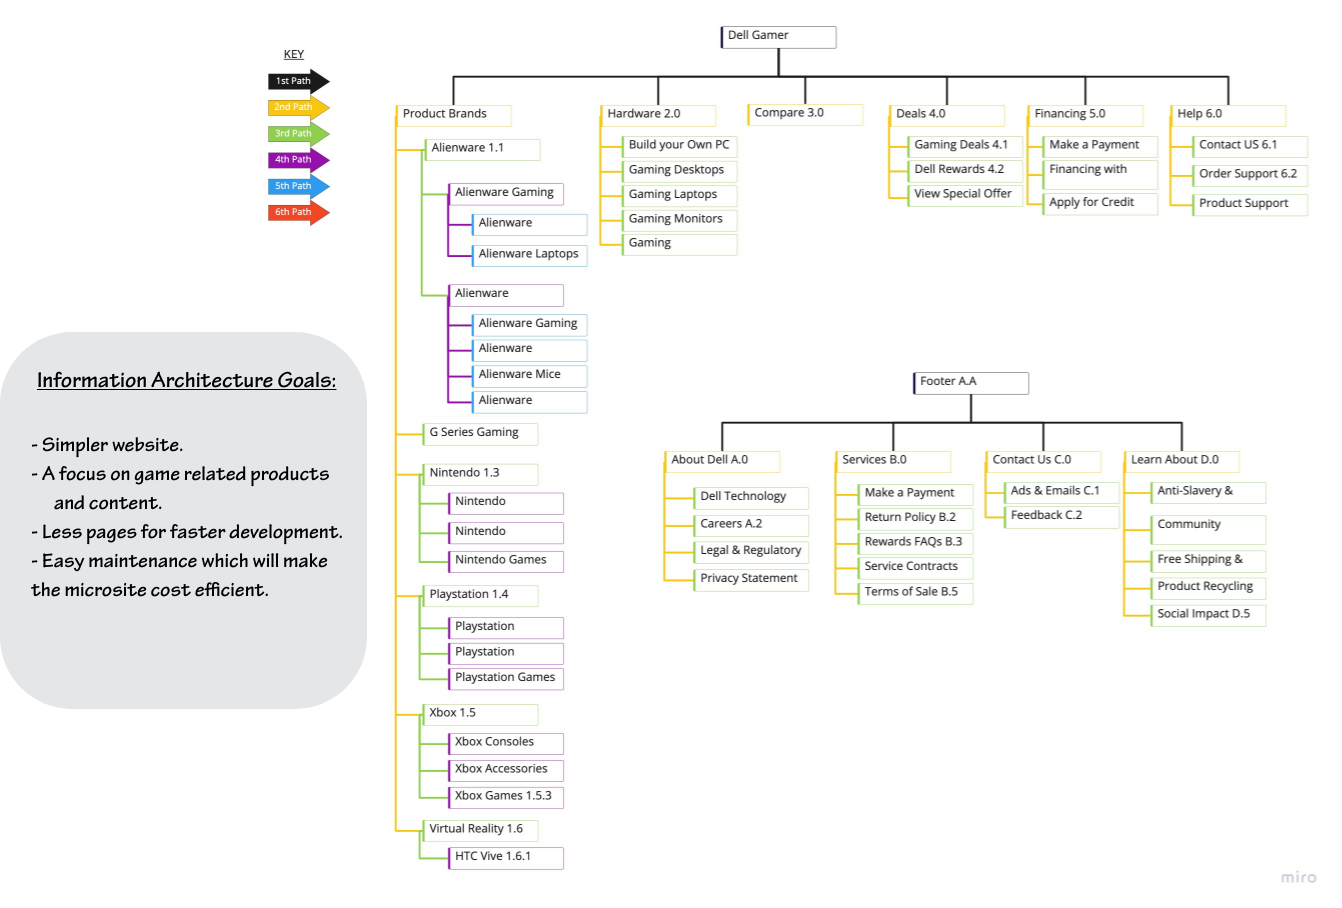 Dell Gamer
KEY
1st Path
2nd Path
3rd Path
4th Path
5th Path
6th Path
Product Brands
Alienware 1.1
Alienware Gaming
Alienware
Alienware Laptops
Alienware
Alienware Gaming
Alienware
Alienware Mice
Alienware
G Series Gaming
Nintendo 1.3
Nintendo
Nintendo
Nintendo Games
Playstation 1.4
Playstation
Playstation
Playstation Games
Xbox 1.5
Xbox Consoles
Xbox Accessories
Xbox Games 1.5.3
Virtual Reality 1.6
HTC Vive 1.6.1
Hardware 2.0
Build your Own PC
Gaming Desktops
Gaming Laptops
Gaming Monitors
Gaming
Compare 3.0
Deals 4.0
Gaming Deals 4.1
Dell Rewards 4.2
View Special Offer
Financing 5.0
Make a Payment
Financing with
Apply for Credit
Help 6.0
Contact US 6.1
Order Support 6.2
Product Support
Information Architecture Goals:
- Simpler website.
- A focus on game related products
and content.
- Less pages for faster development.
- Easy maintenance which will make
the microsite cost efficient.
Footer A.A
About Dell A.0
Dell Technology
Careers A.2
Legal & Regulatory
Privacy Statement
Services B.0
Make a Payment
Return Policy B.2
Rewards FAQs B.3
Service Contracts
Terms of Sale B.5
Contact Us C.0
Ads & Emails C.1
Feedback C.2
Learn About D.0
Anti-Slavery &
Community
Free Shipping &
Product Recycling
Social Impact D.5
miro